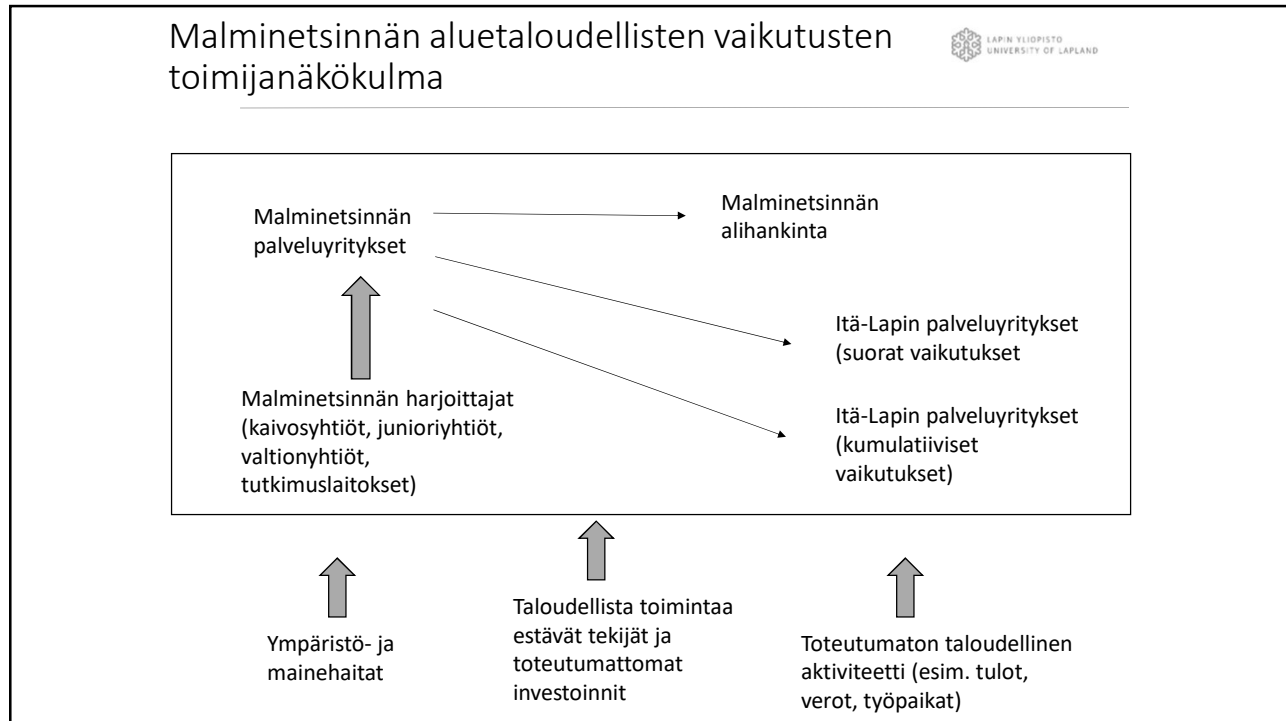 Malminetsinnän aluetaloudellisten vaikutusten
toimijanäkökulma
LAPIN YLIOPISTO
UNIVERSITY OF LAPLAND
Malminetsinnän
palveluyritykset
Malminetsinnän
alihankinta
Itä-Lapin palveluyritykset
(suorat vaikutukset
Malminetsinnän harjoittajat
(kaivosyhtiöt, junioriyhtiöt,
valtionyhtiöt,
tutkimuslaitokset)
Itä-Lapin palveluyritykset
(kumulatiiviset
vaikutukset)
Ympäristö- ja
mainehaitat
Taloudellista toimintaa
estävät tekijät ja
toteutumattomat
investoinnit
Toteutumaton taloudellinen
aktiviteetti (esim. tulot,
verot, työpaikat)